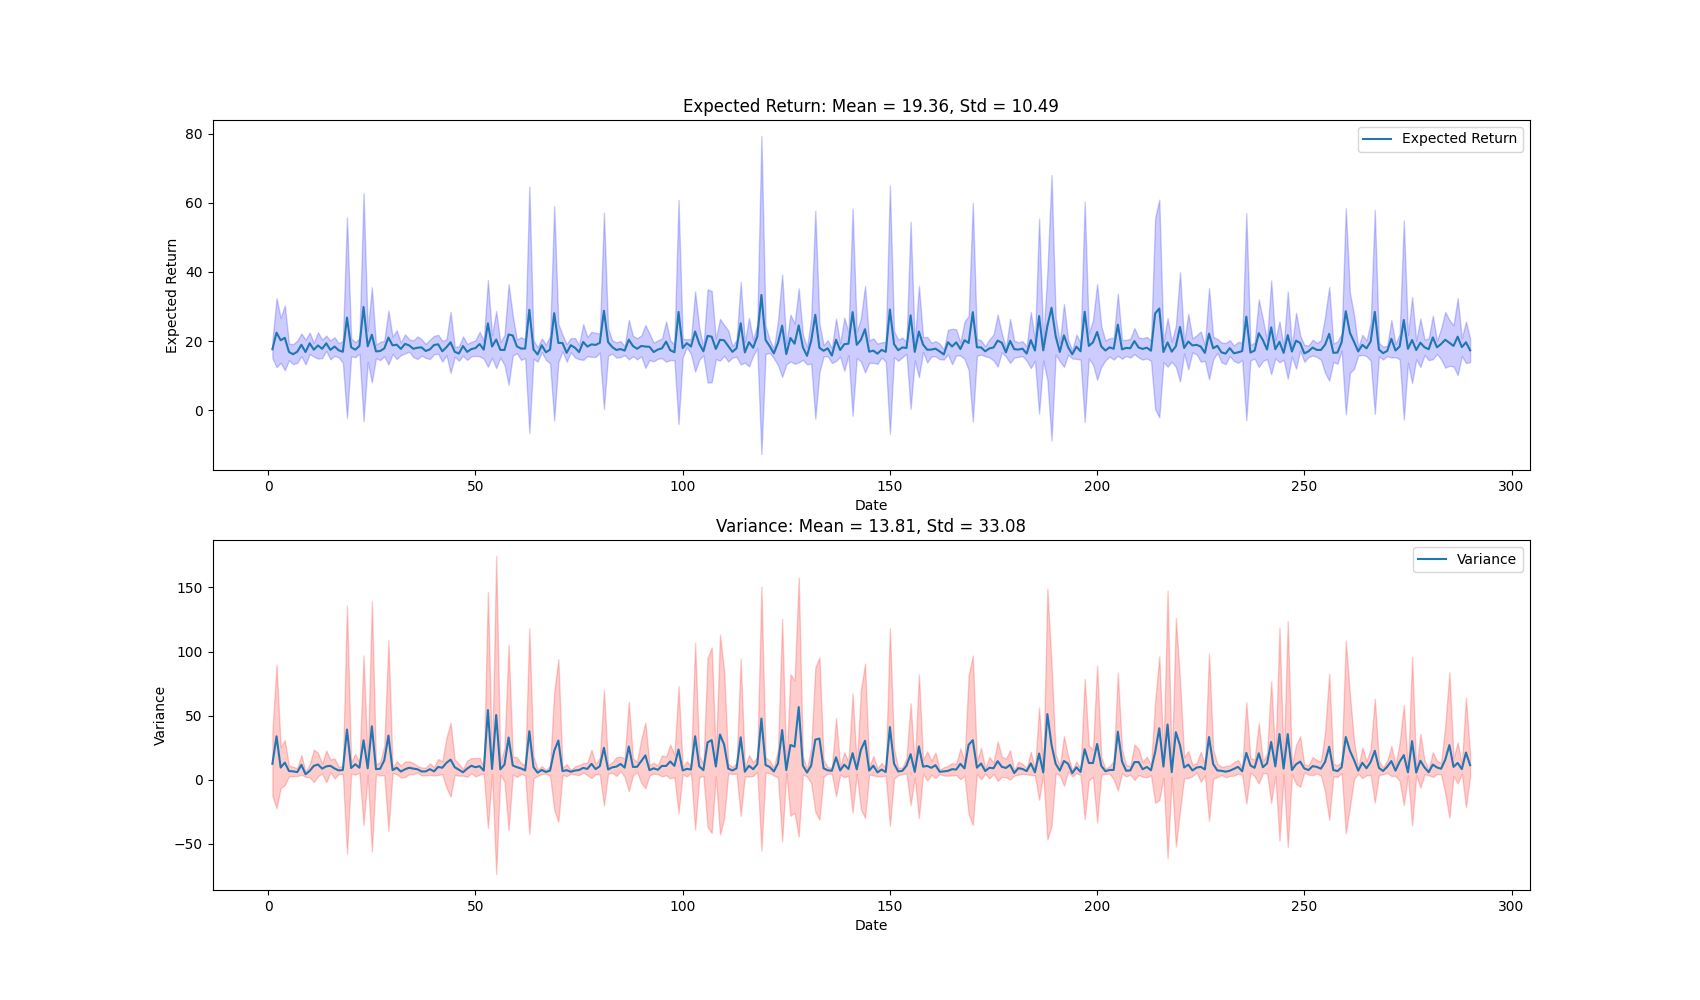 Expected Return: Mean = 19.36, Std = 10.49
Expected Return
80
60
40
20
0
Expected Return
0 50 100 150 200 250 300
Date
Variance: Mean = 13.81, Std = 33.08
Variance
150
100
50
0
−50
Variance
0 50 100 150 200 250 300
Date